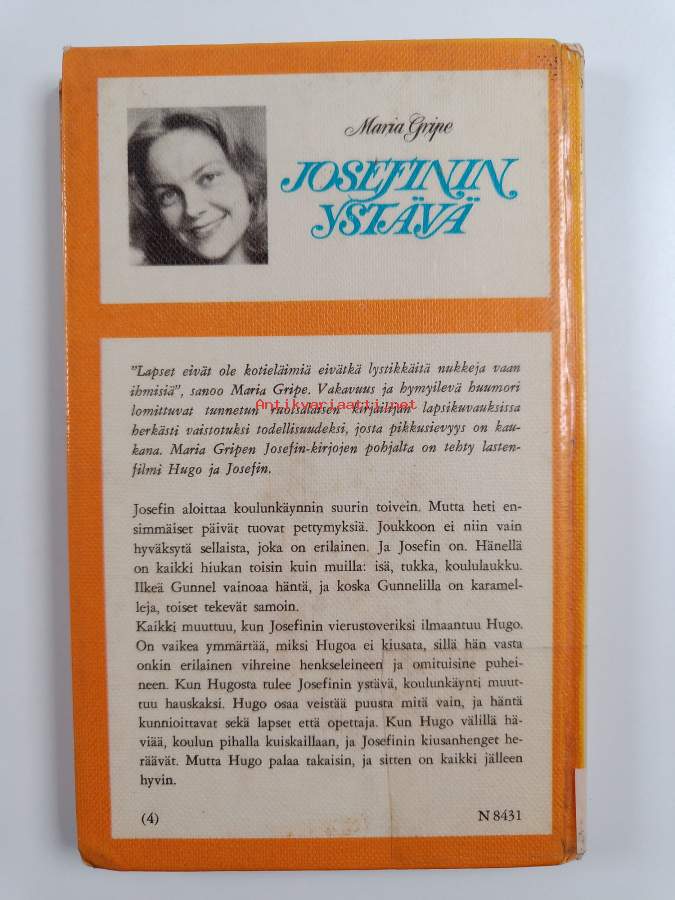 Maria Gripe
JOSEFININ
YSTÄVÄ
"Lapset eivät ole kotieläimiä eivätkä lystikkäitä nukkeja vaan
ihmisiä", sanoo Maria Gripe. Vakavuus ja hymyilevä huumori
Antikvariaatti.net
lomittuvat tunnetun ruotsalaisen kirjailijan lapsikuvauksissa
herkästi vaistotuksi todellisuudeksi, josta pikkusievyys on kau-
kana. Maria Gripen Josefin-kirjojen pohjalta on tehty lasten-
filmi Hugo ja Josefin.
Josefin aloittaa koulunkäynnin suurin toivein. Mutta heti en-
simmäiset päivät tuovat pettymyksiä. Joukkoon ei niin vain
hyväksytä sellaista, joka on erilainen. Ja Josefin on. Hänellä
on kaikki hiukan toisin kuin muilla: isä, tukka, koululaukku.
Ilkeä Gunnel vainoaa häntä, ja koska Gunnelilla on karamel-
leja, toiset tekevät samoin.
Kaikki muuttuu, kun Josefinin vierustoveriksi ilmaantuu Hugo.
On vaikea ymmärtää, miksi Hugoa ei kiusata, sillä hän vasta
onkin erilainen vihreine henkseleineen ja omituisine puhei-
neen. Kun Hugosta tulee Josefinin ystävä, koulunkäynti muut-
tuu hauskaksi. Hugo osaa veistää puusta mitä vain, ja häntä
kunnioittavat sekä lapset että opettaja. Kun Hugo välillä hä-
viää, koulun pihalla kuiskaillaan, ja Josefinin kiusanhenget he-
räävät. Mutta Hugo palaa takaisin, ja sitten on kaikki jälleen
hyvin.
(4)
N 8431